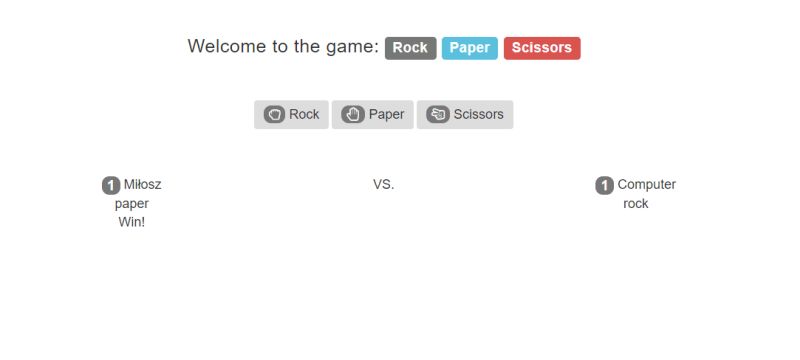 Welcome to the game: Rock Paper Scissors
Rock Paper Scissors
1 Miłosz VS. 1 Computer
paper rock
Win!